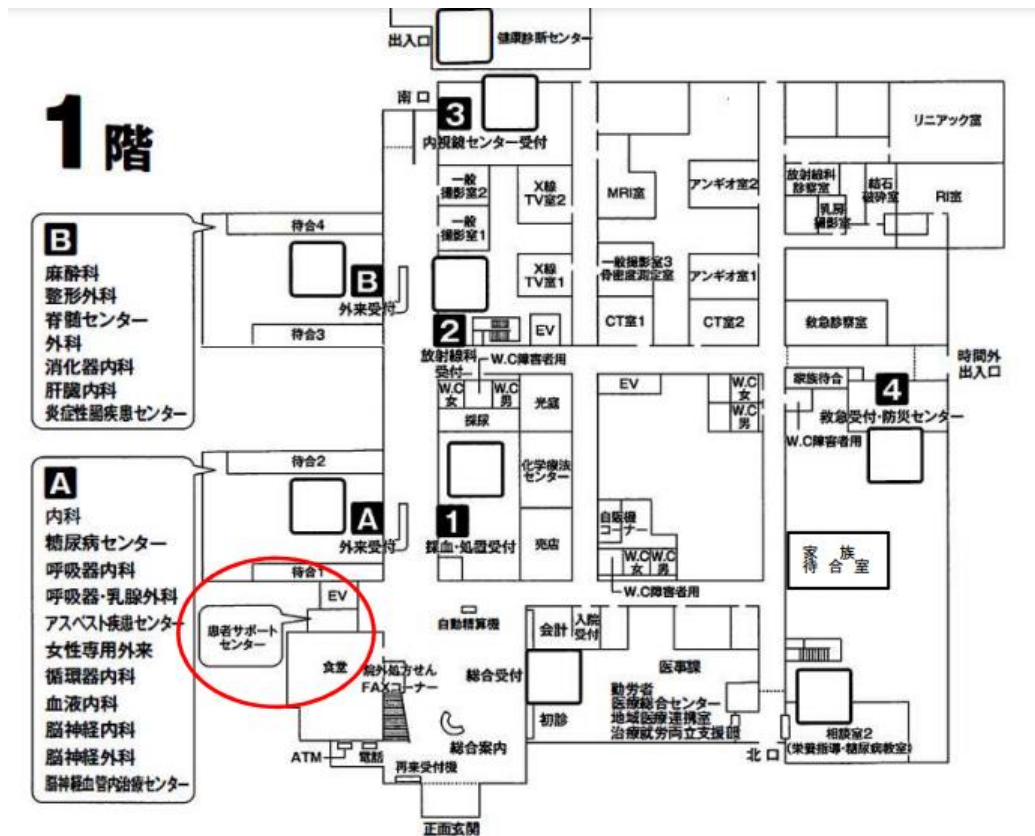 健康診断センター
出入口
1階
南口
3
内視鏡センター受付
リニアック室
一般
撮影室2
X線
TV室2
MRI室
アンギオ室2
放射線科
診察室
結石
破砕室
乳房
撮影室
RI室
B
麻酔科
整形外科
脊髄センター
外科
消化器内科
肝臓内科
炎症性腸疾患センター
待合4
B
外来受付
待合3
一般
撮影室1
X線
TV室1
一般撮影室3
骨密度測定室
アンギオ室1
2
放射線科
受付
EV
CT室1
CT室2
救急診察室
W.C障害者用
時間外
出入口
W.C
女
W.C
男
光庭
EV
W.C
女
W.C
男
家族待合
4
救急受付・防災センター
W.C障害者用
採尿
A
内科
糖尿病センター
呼吸器内科
呼吸器・乳腺外科
アスベスト疾患センター
女性専用外来
循環器内科
血液内科
脳神経内科
脳神経外科
脳神経血管内治療センター
待合2
A
外来受付
待合1
化学療法
センター
1
採血・処置受付
売店
自販機
コーナー
W.C
女
W.C
男
W.C障害者用
家族
待合室
EV
患者サポート
センター
食堂
自動精算機
会計
入院
受付
院外処方せん
FAXコーナー
総合受付
医事課
初診
勤労者
医療総合センター
地域医療連携室
治療就労両立支援部
総合案内
ATM
電話
再来受付機
北口
相談室2
(栄養指導・糖尿病教室)
正面玄関